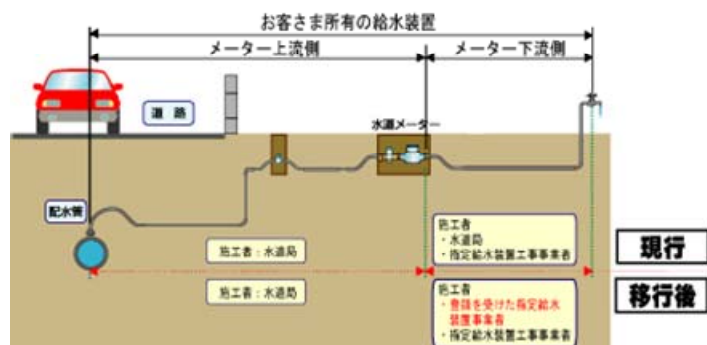 お客さま所有の給水装置
メーター上流側
メーター下流側
道路
水道メーター
配水管
施工者：水道局
施工者
・水道局
・指定給水装置工事事業者
現行
施工者：水道局
施工者
・登録を受けた指定給水
装置事業者
・指定給水装置工事事業者
移行後